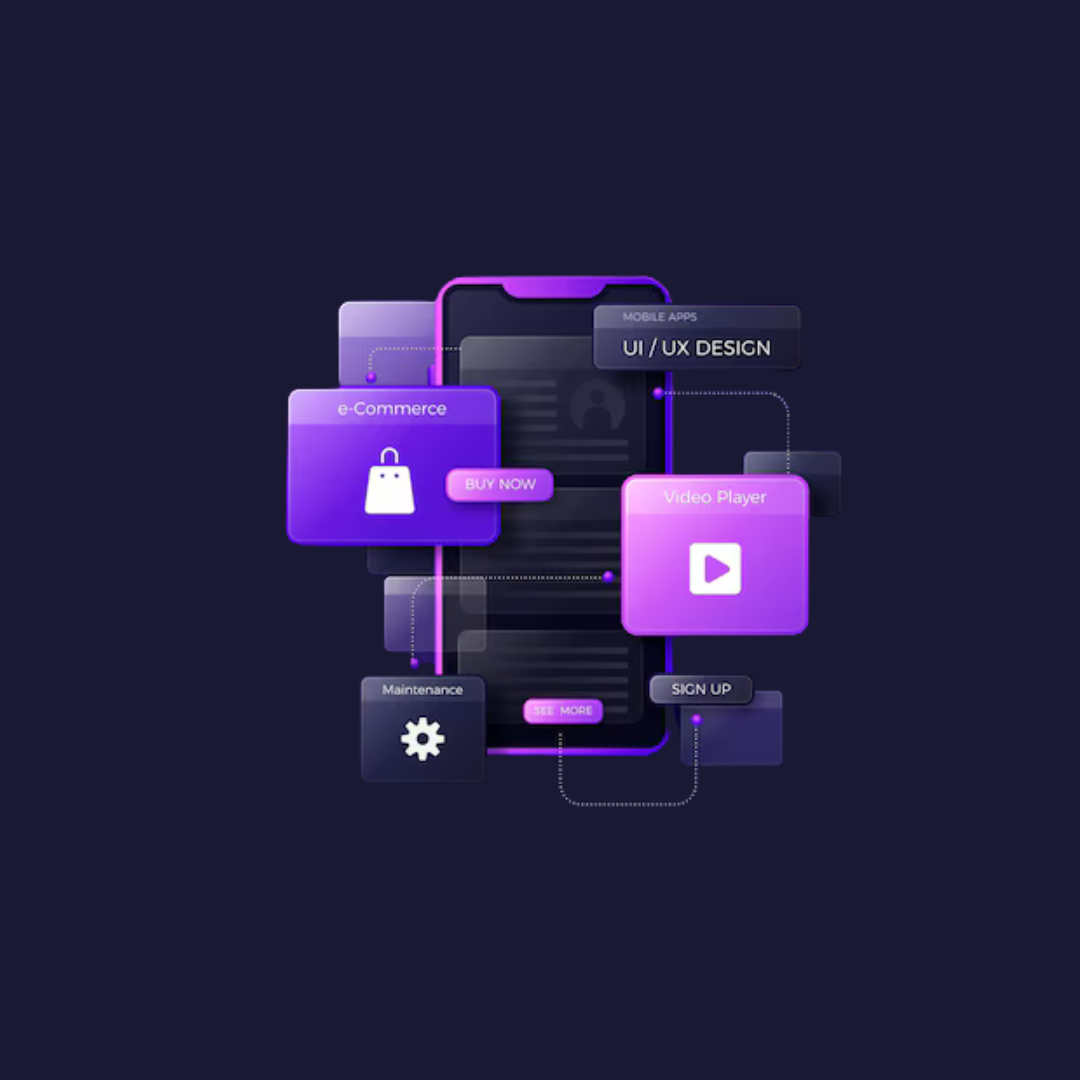 MOBILE APPS
UI / UX DESIGN
e-Commerce
BUY NOW
Video Player
Maintenance
SIGN UP
SEE MORE